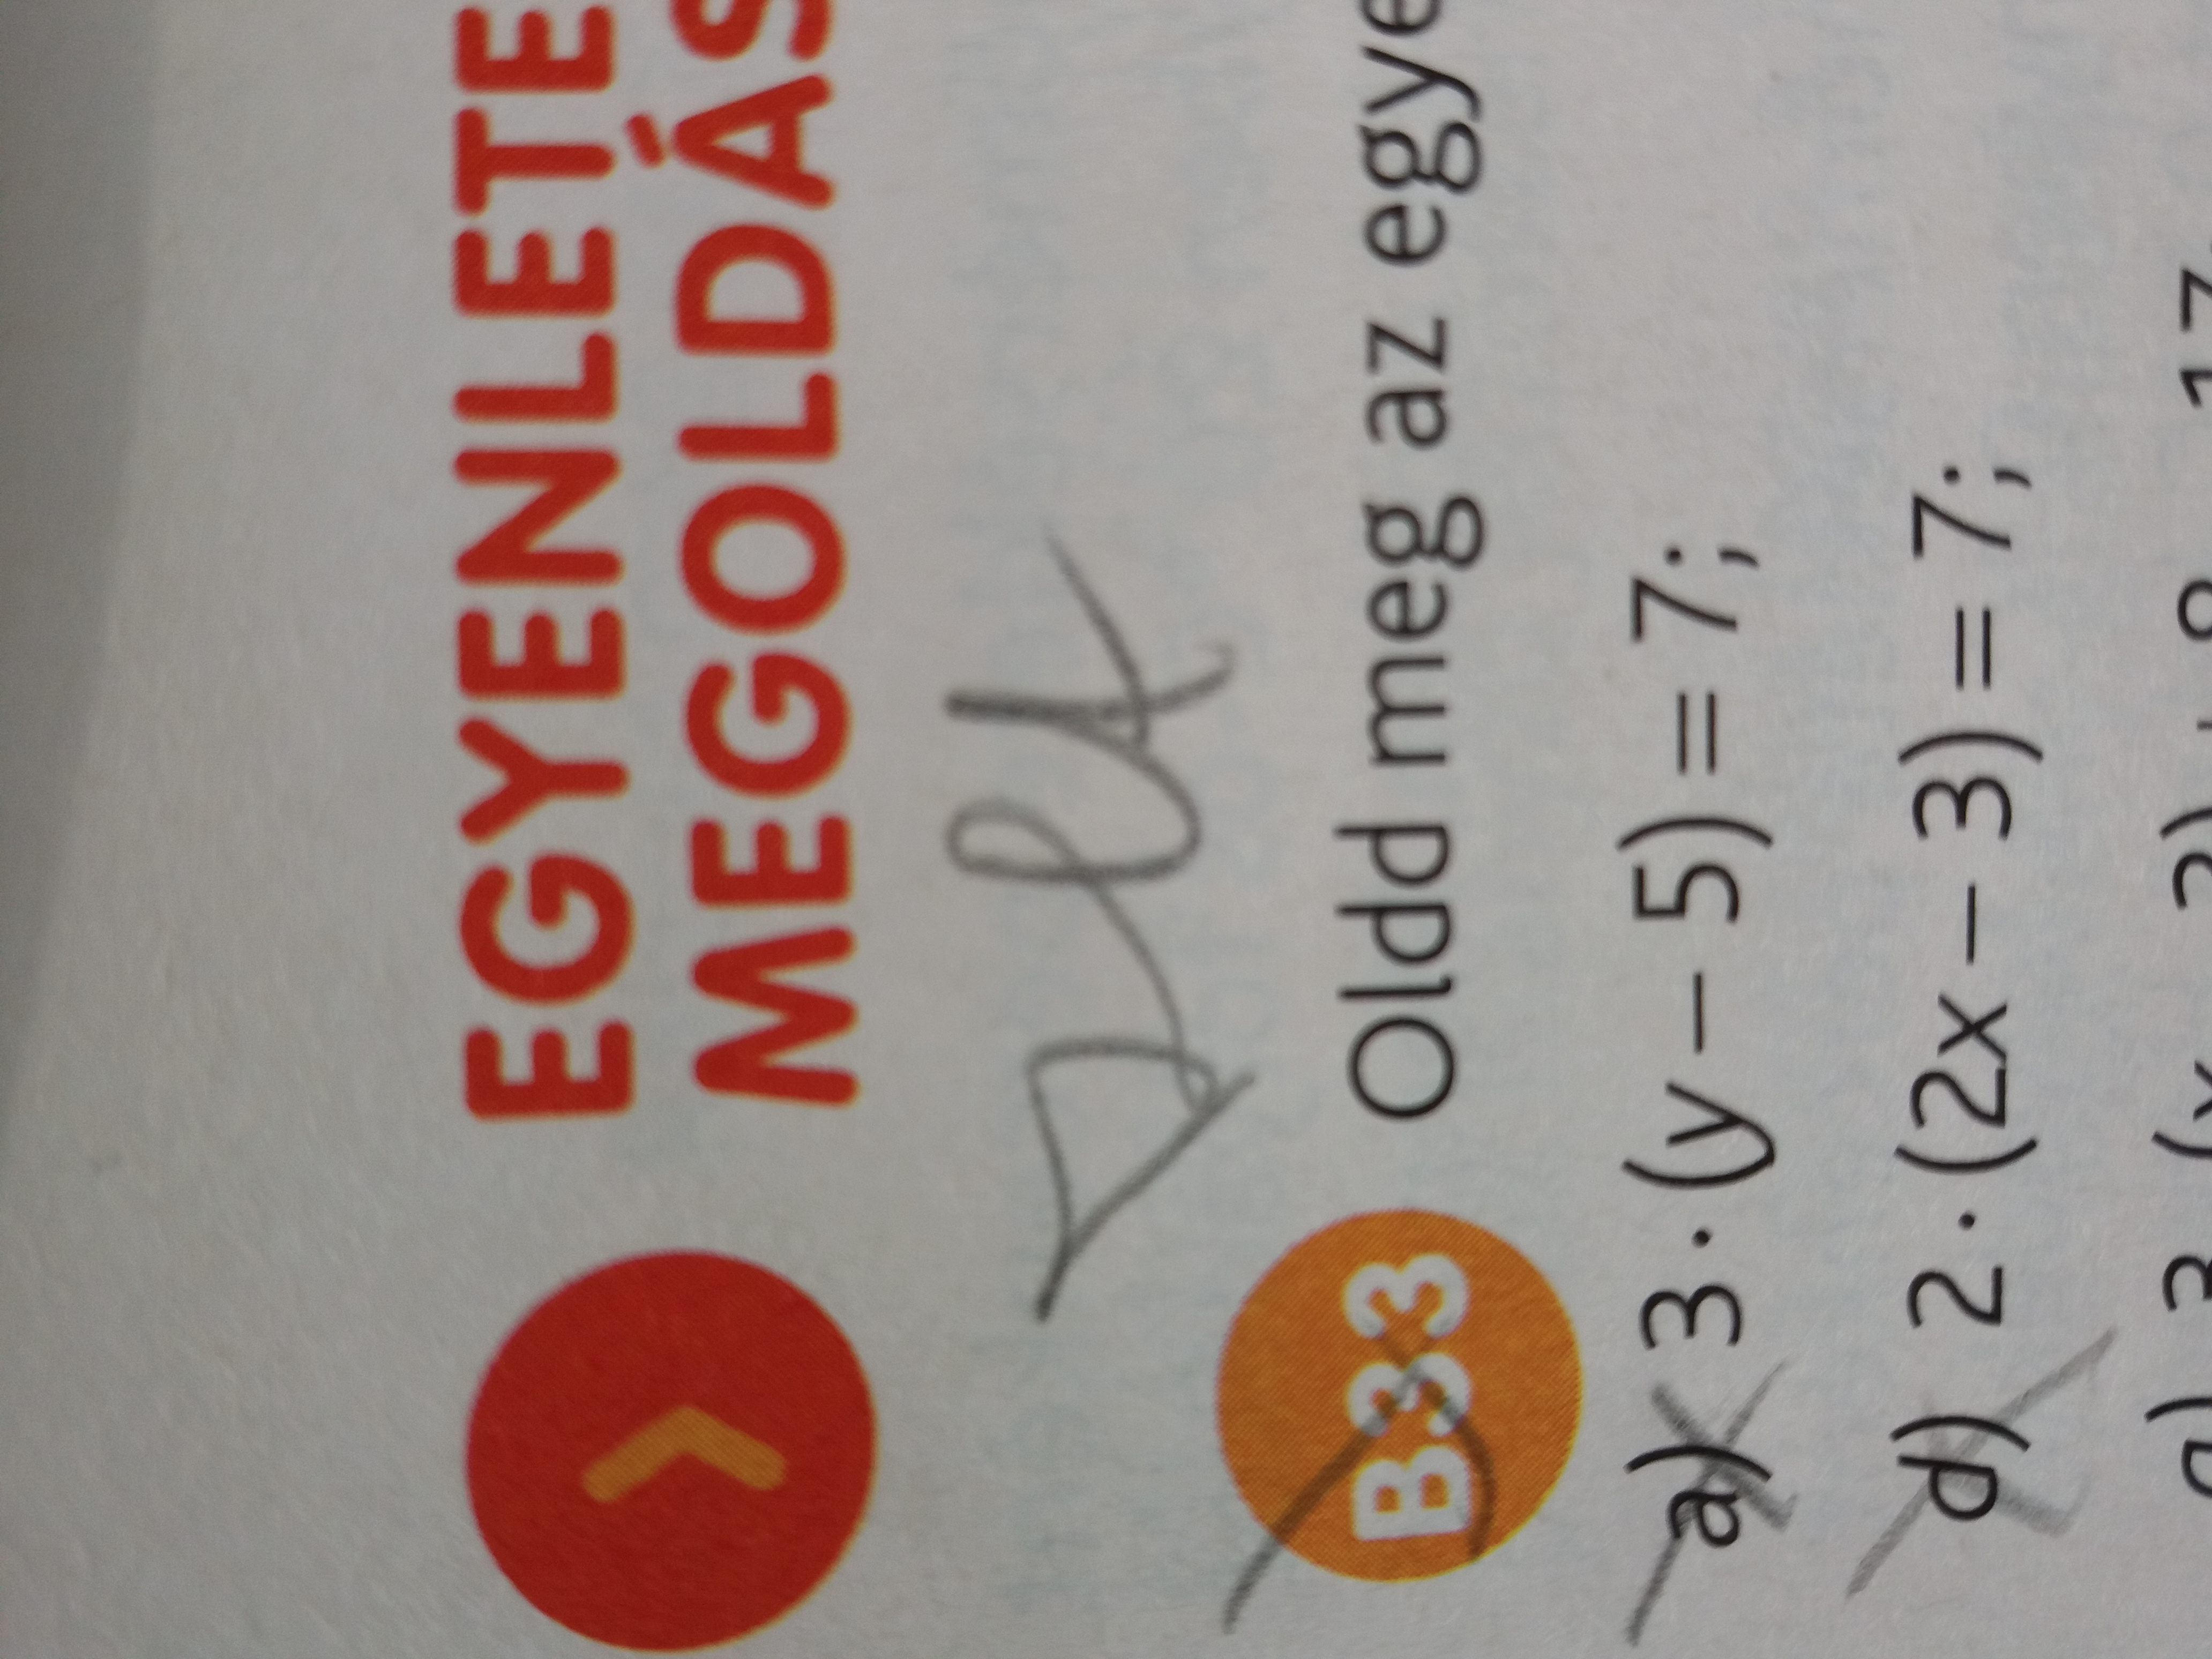 EGYENLETE
MEGOLDÁS
B33 Oldd meg az egye
a) 3 · (y – 5) = 7;
d) 2 · (2x – 3) = 7;